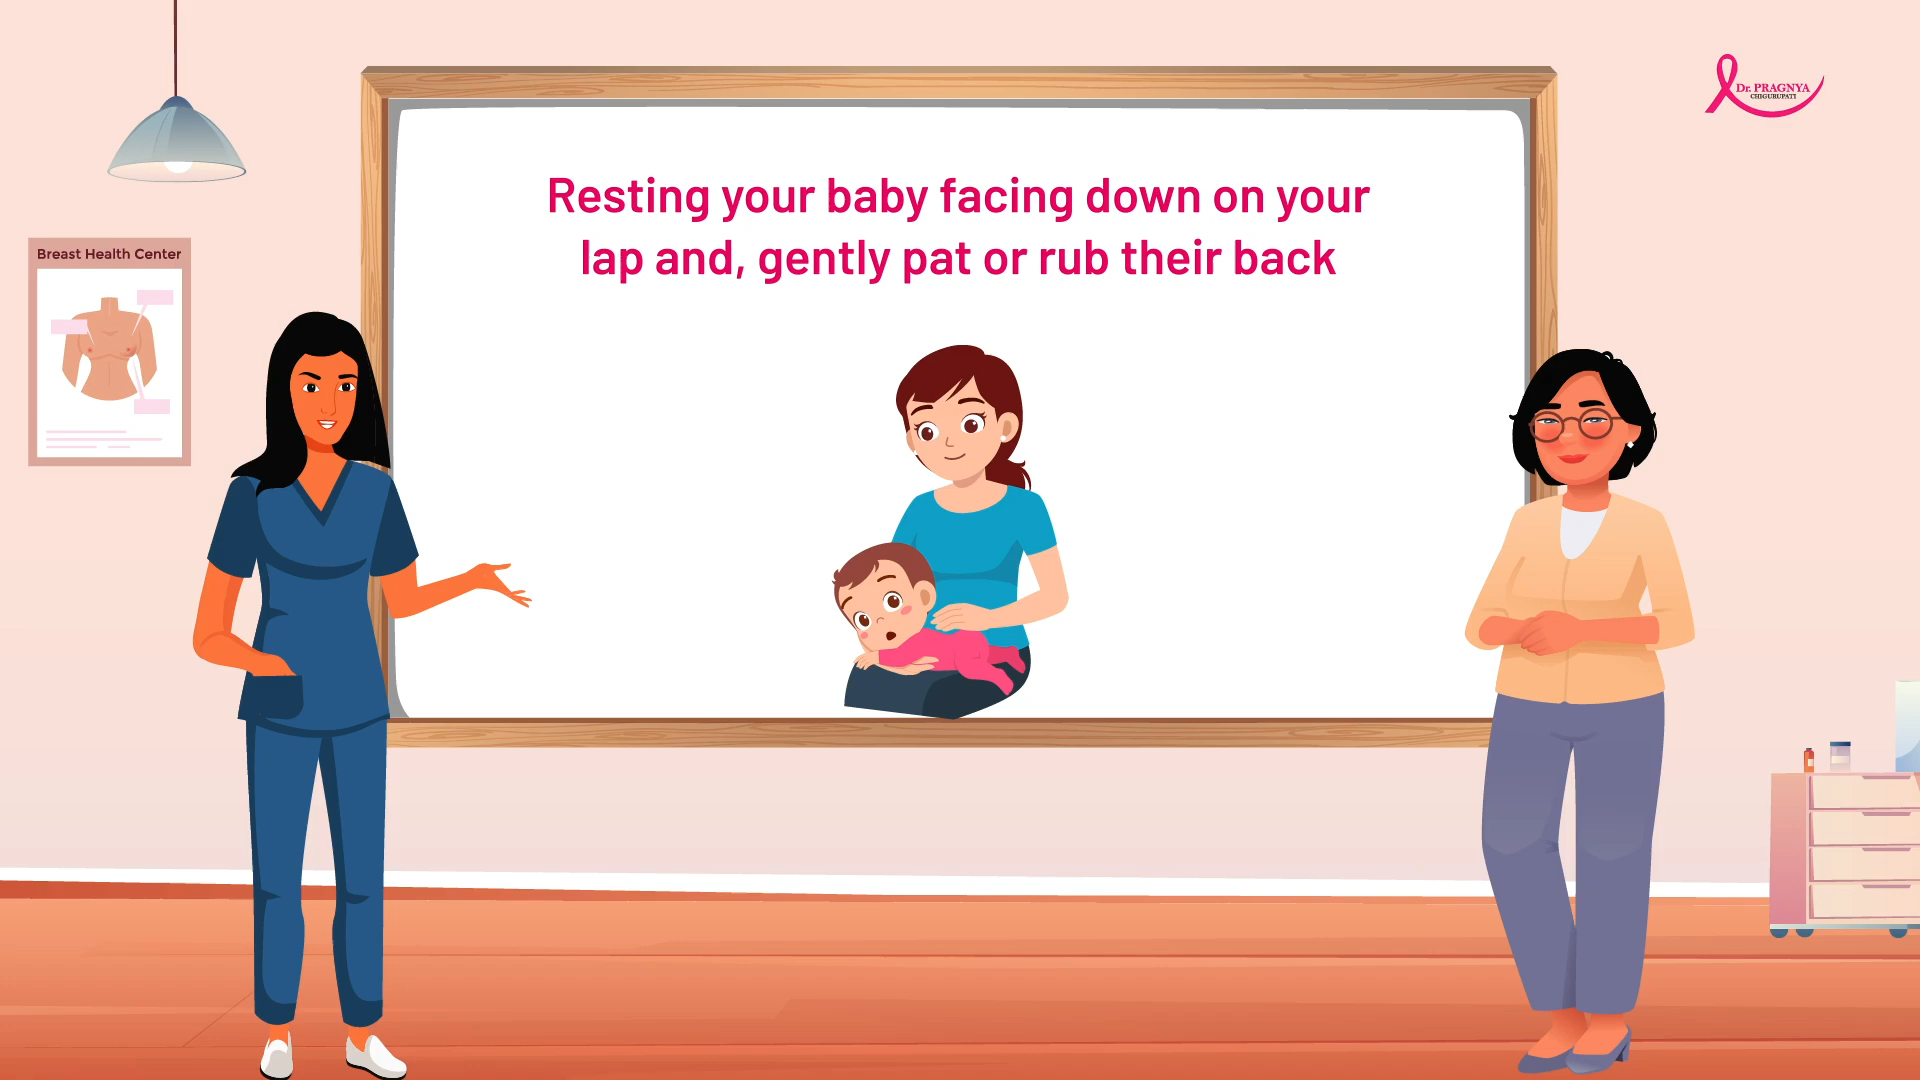 Dr. PRAGNYA
CHIGURUPATI
Resting your baby facing down on your
lap and, gently pat or rub their back
Breast Health Center